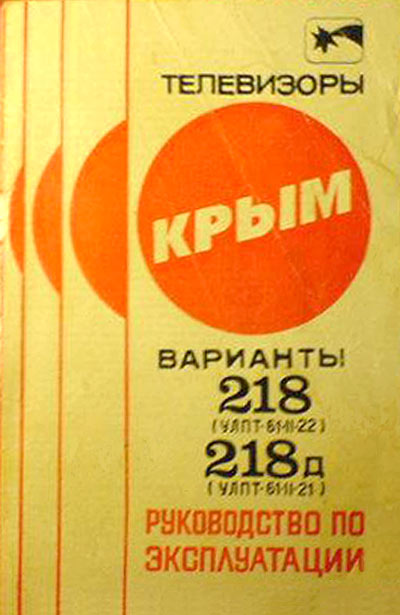 ТЕЛЕВИЗОРЫ
КРЫМ
ВАРИАНТЫ
218
(УЛПТ-61-II-22)
218д
(УЛПТ-61-II-21)
РУКОВОДСТВО ПО
ЭКСПЛУАТАЦИИ